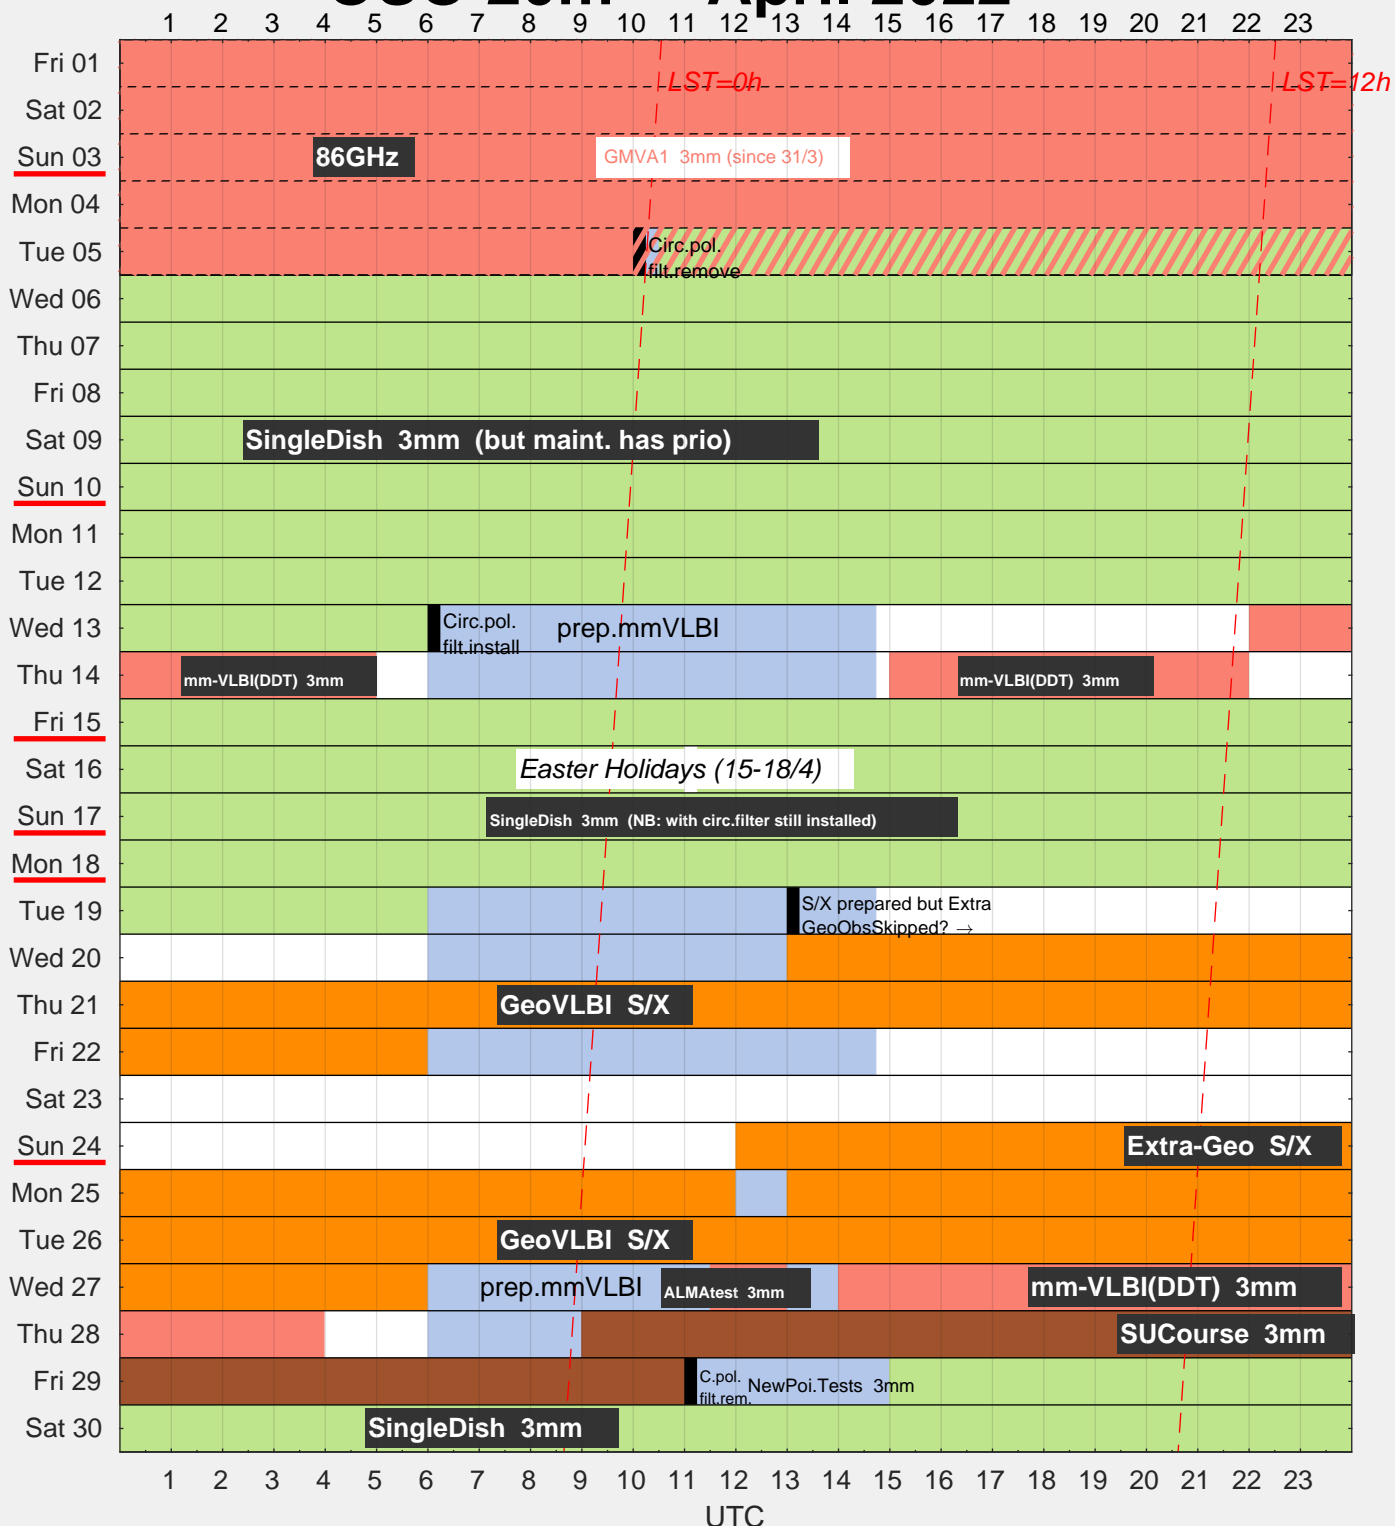 1 2 3 4 5 6 7 8 9 10 11 12 13 14 15 16 17 18 19 20 21 22 23
Fri 01
LST=0h LST=12h
Sat 02
Sun 03 86GHz GMVA1 3mm (since 31/3)
Mon 04
Tue 05 Circ.pol.
filt.remove
Wed 06
Thu 07
Fri 08
Sat 09 SingleDish 3mm (but maint. has prio)
Sun 10
Mon 11
Tue 12
Wed 13 Circ.pol. prep.mmVLBI
filt.install
Thu 14 mm-VLBI(DDT) 3mm mm-VLBI(DDT) 3mm
Fri 15
Sat 16 Easter Holidays (15-18/4)
Sun 17 SingleDish 3mm (NB: with circ.filter still installed)
Mon 18
Tue 19 S/X prepared but Extra
GeoObsSkipped? →
Wed 20
Thu 21 GeoVLBI S/X
Fri 22
Sat 23
Sun 24 Extra-Geo S/X
Mon 25
Tue 26 GeoVLBI S/X
Wed 27 prep.mmVLBI ALMAtest 3mm mm-VLBI(DDT) 3mm
Thu 28 SUCourse 3mm
Fri 29 C.pol. NewPoi.Tests 3mm
filt.rem.
Sat 30 SingleDish 3mm
1 2 3 4 5 6 7 8 9 10 11 12 13 14 15 16 17 18 19 20 21 22 23
UTC